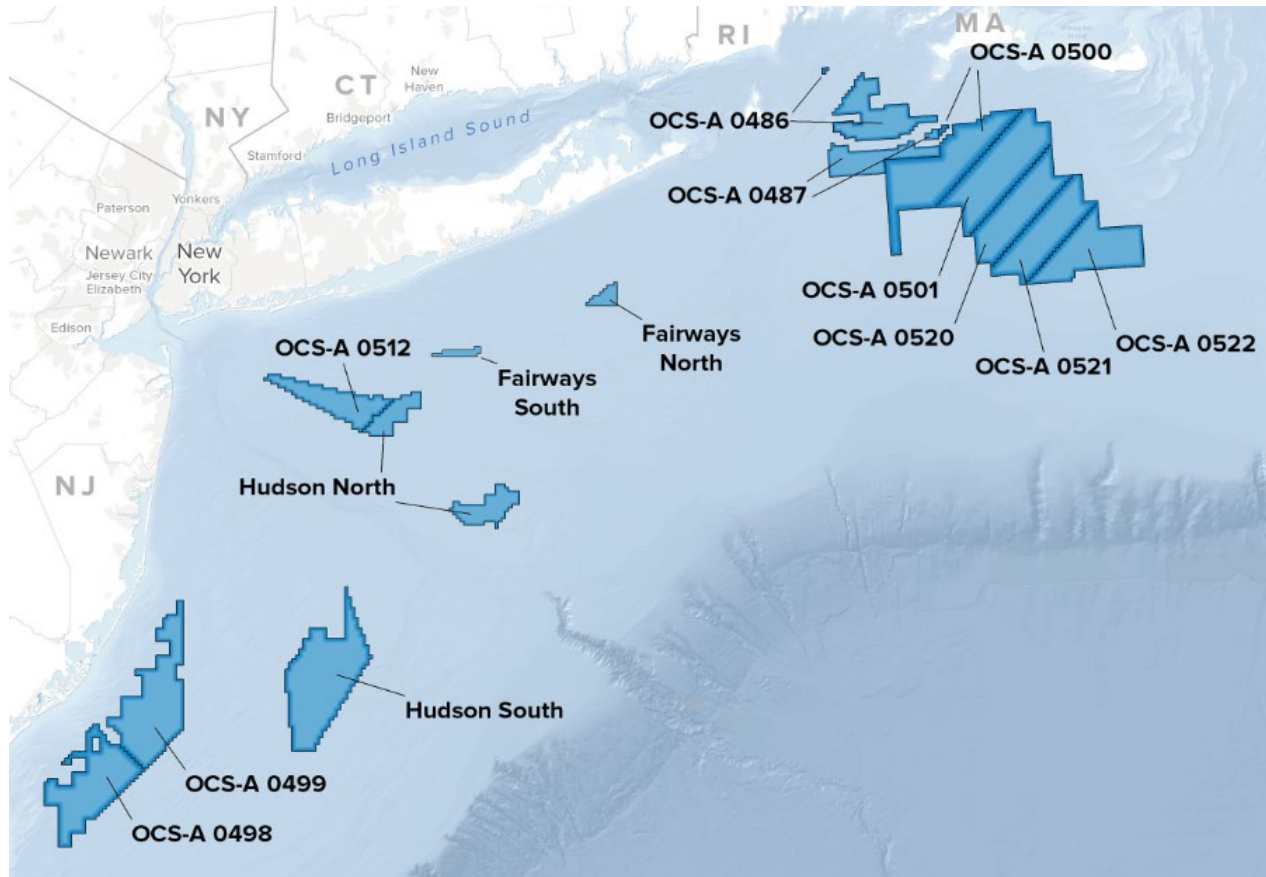 MA
RI
OCS-A 0500
CT
New
Haven
NY
Bridgeport
OCS-A 0486
Long Island Sound
Stamford
OCS-A 0487
Yonkers
Paterson
Newark
New
York
Jersey City
Elizabeth
OCS-A 0501
Edison
Fairways
North
OCS-A 0520
OCS-A 0522
OCS-A 0512
OCS-A 0521
Fairways
South
NJ
Hudson North
Hudson South
OCS-A 0499
OCS-A 0498